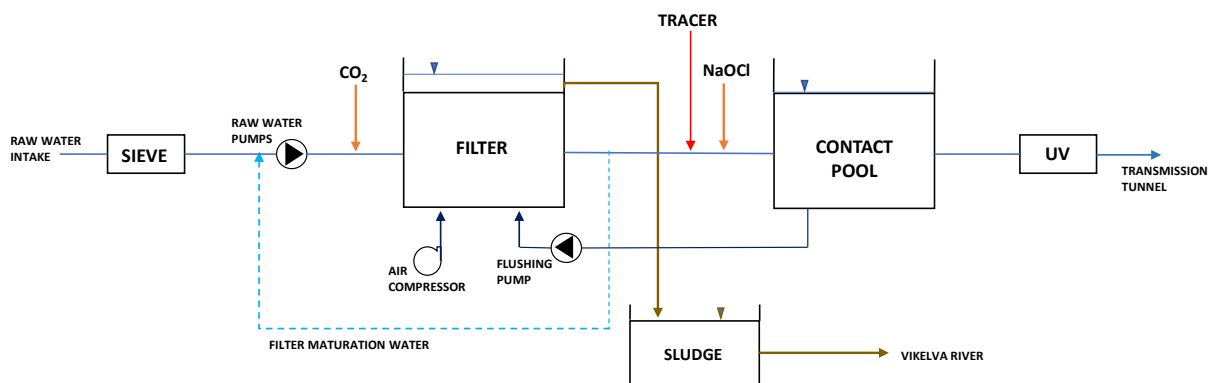 TRACER
CO₂
NaOCl
RAW WATER
INTAKE
SIEVE
RAW WATER
PUMPS
FILTER
CONTACT
POOL
UV
TRANSMISSION
TUNNEL
AIR
COMPRESSOR
FLUSHING
PUMP
FILTER MATURATION WATER
SLUDGE
VIKELVA RIVER